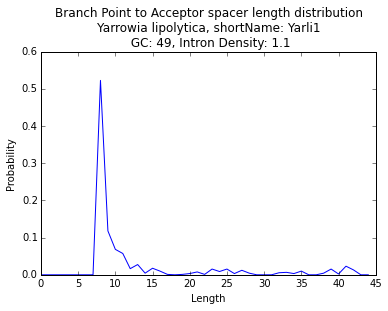 Branch Point to Acceptor spacer length distribution
Yarrowia lipolytica, shortName: Yarli1
GC: 49, Intron Density: 1.1
0.6
0.5
0.4
0.3
0.2
0.1
0.0
Probability
0 5 10 15 20 25 30 35 40 45
Length